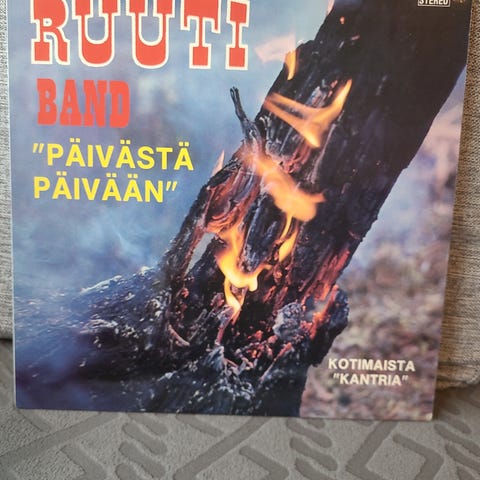 STEREO
RUUTI
BAND
"PÄIVÄSTÄ
PÄIVÄÄN"
KOTIMAISTA
"KANTRIA"